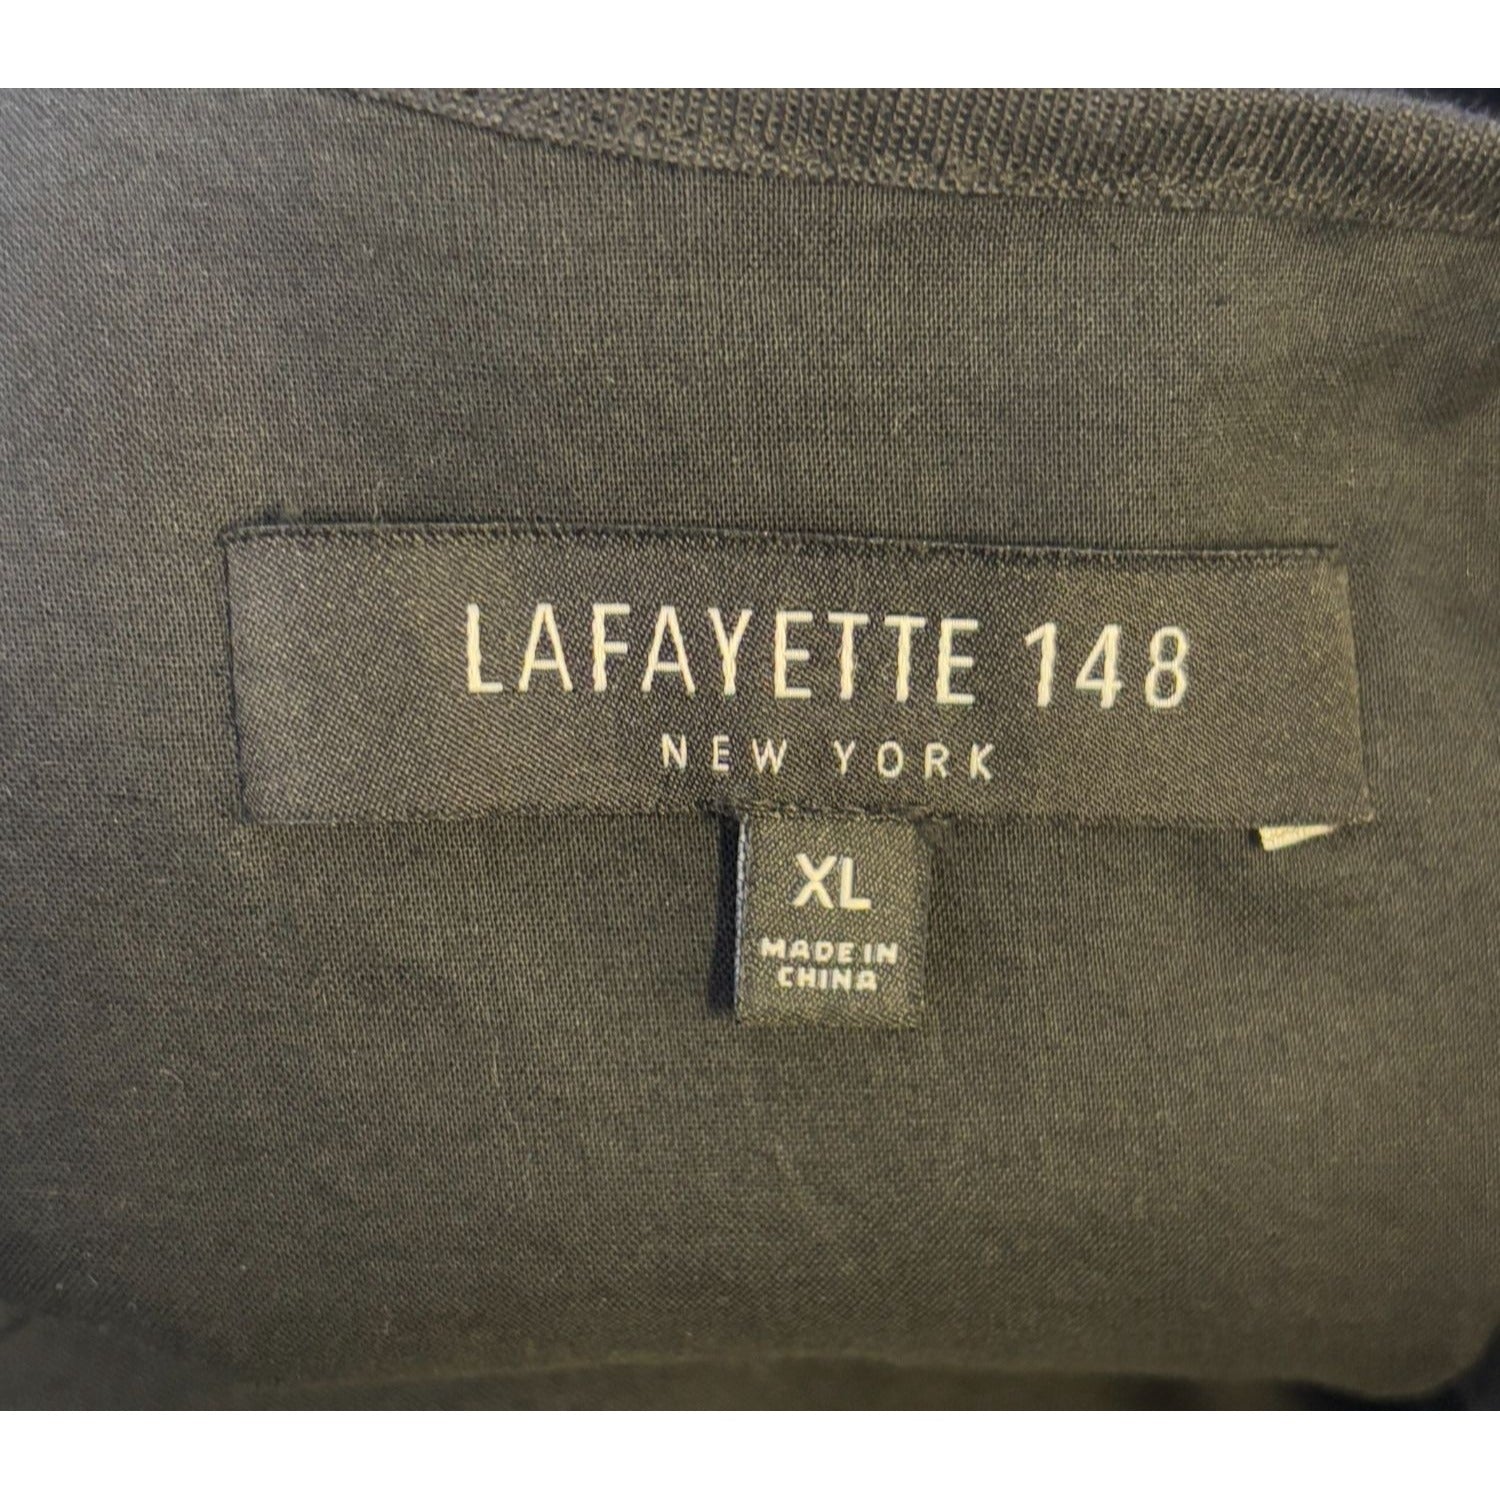 LAFAYETTE 148
NEW YORK
XL
MADE IN
CHINA